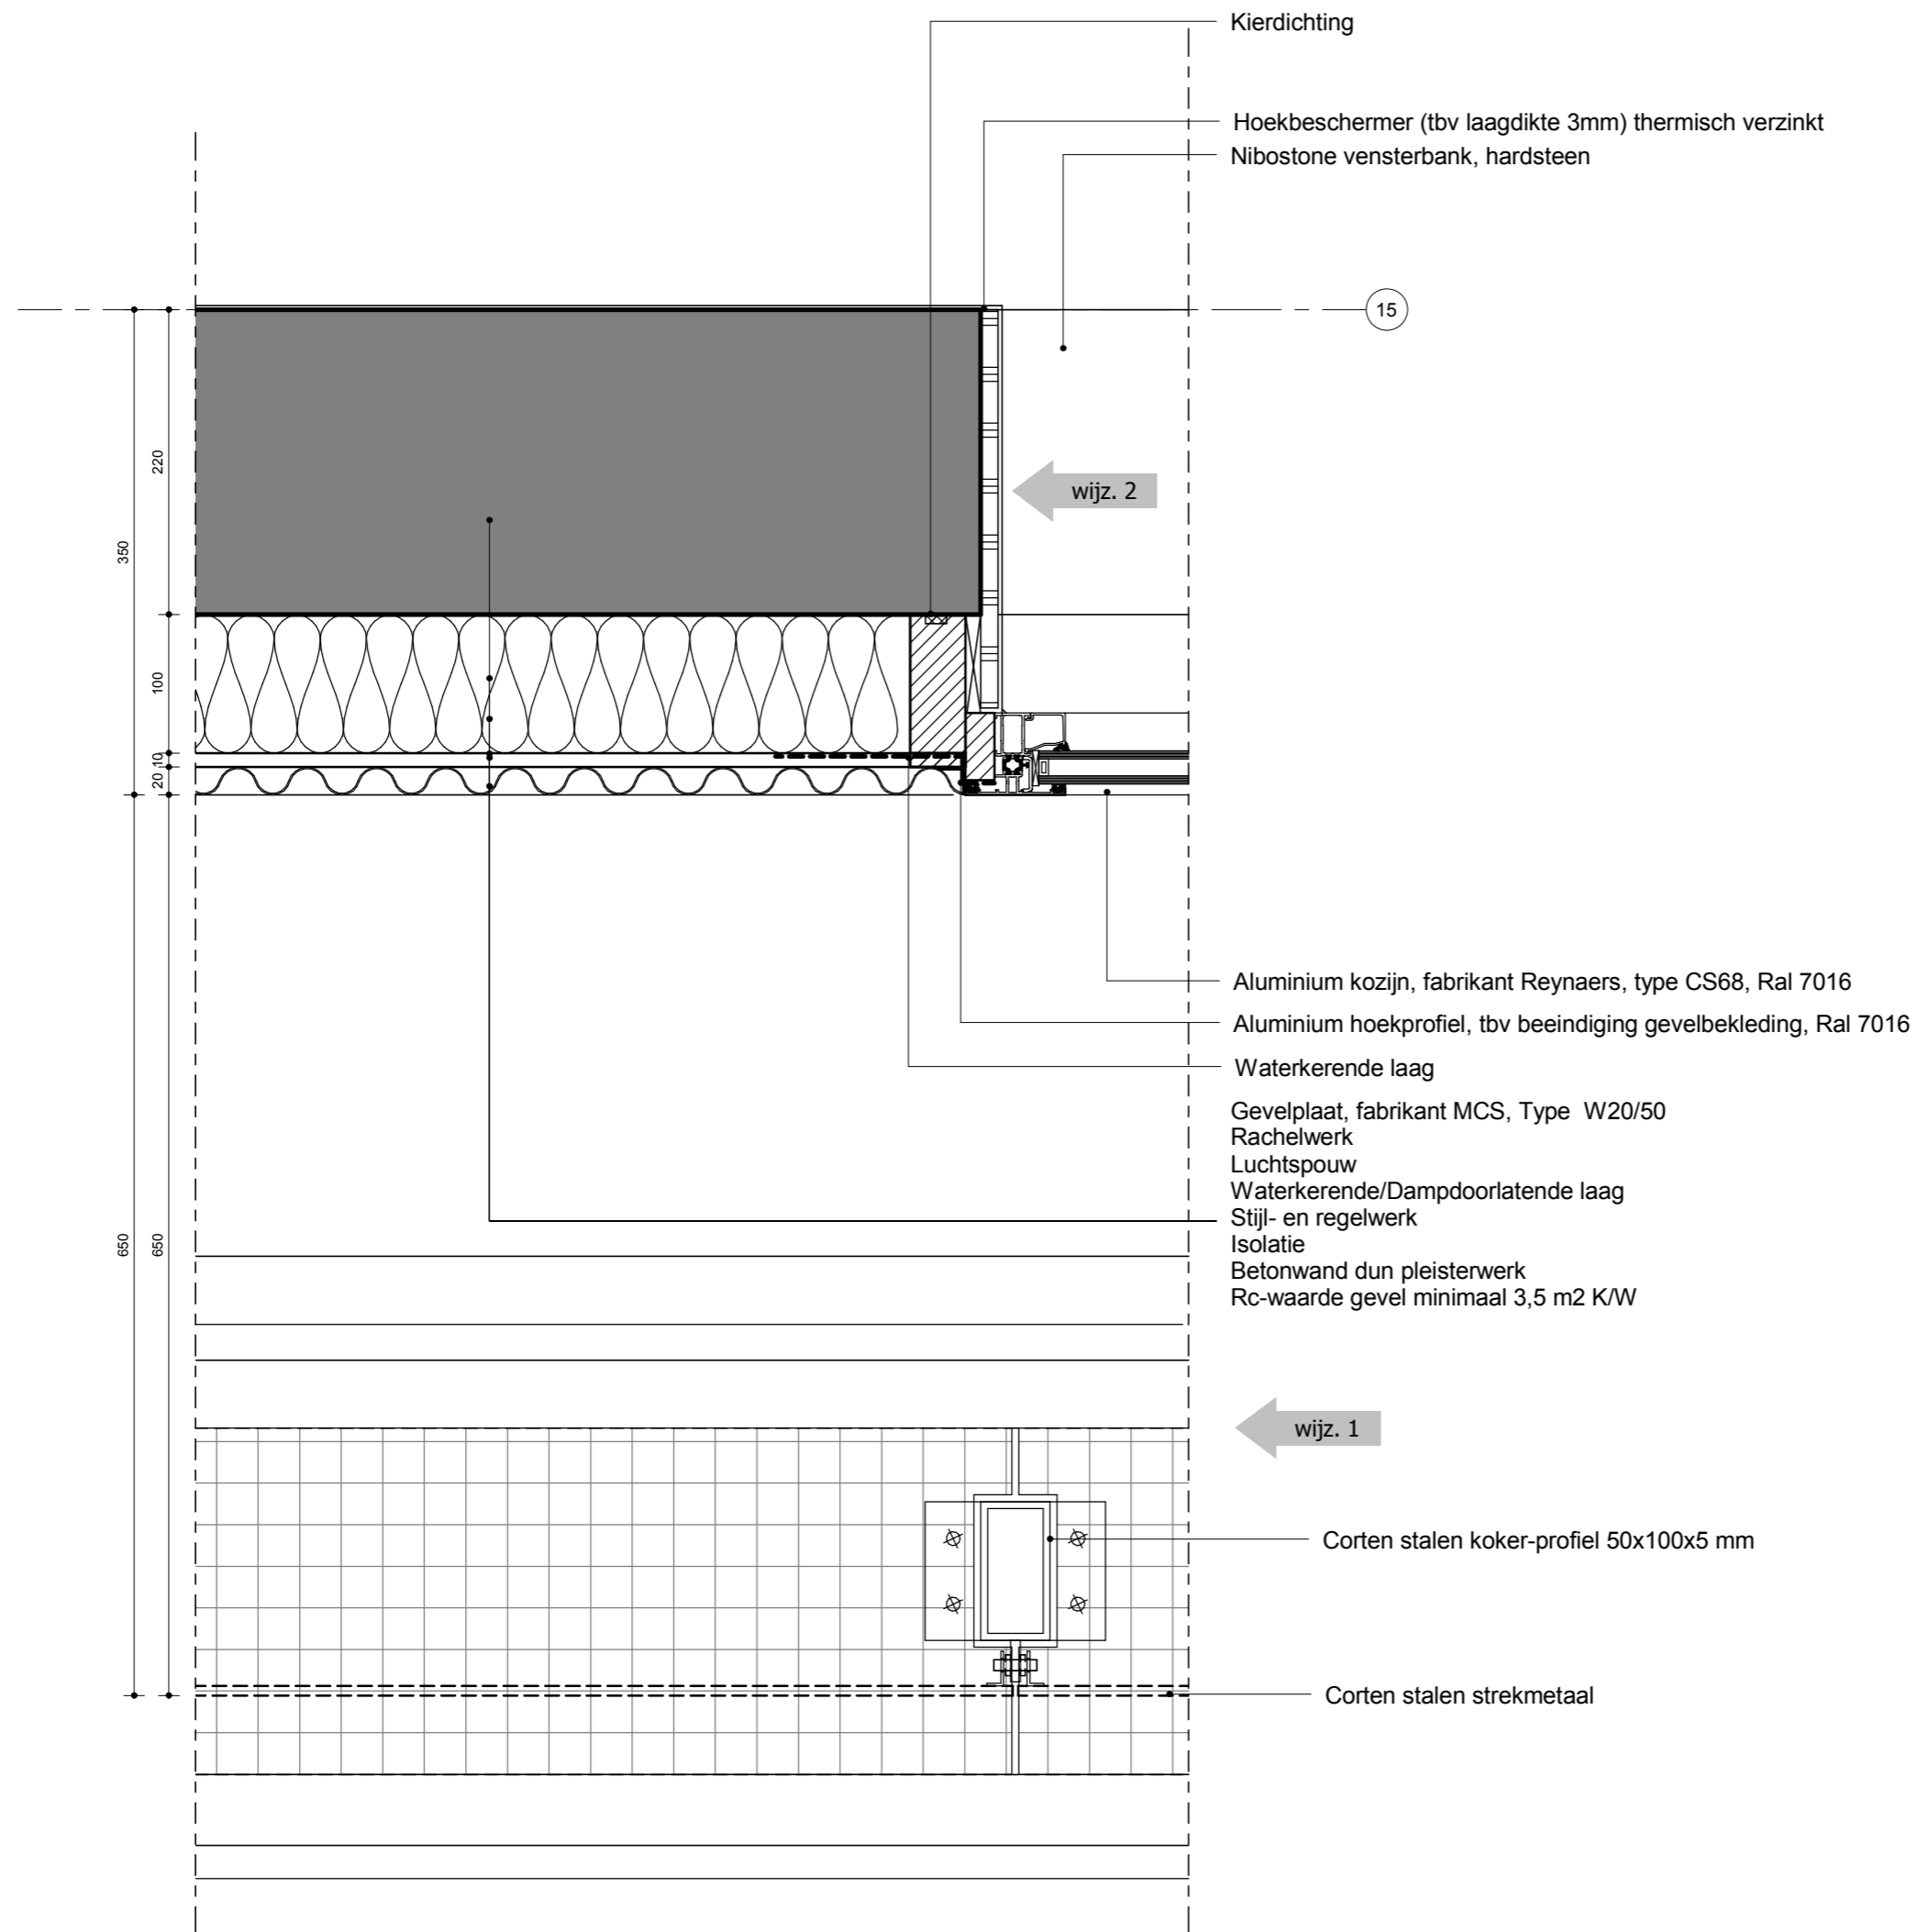 Kierdichting
Hoekbeschermer (tbv laagdikte 3mm) thermisch verzinkt
Nibostone vensterbank, hardsteen
15
220
wijz. 2
350
100
10
20
Aluminium kozijn, fabrikant Reynaers, type CS68, Ral 7016
Aluminium hoekprofiel, tbv beeindiging gevelbekleding, Ral 7016
Waterkerende laag
Gevelplaat, fabrikant MCS, Type W20/50
Rachelwerk
Luchtspouw
Waterkerende/Dampdoorlatende laag
Stijl- en regelwerk
Isolatie
Betonwand dun pleisterwerk
Rc-waarde gevel minimaal 3,5 m2 K/W
650
650
wijz. 1
Corten stalen koker-profiel 50x100x5 mm
Corten stalen strekmetaal